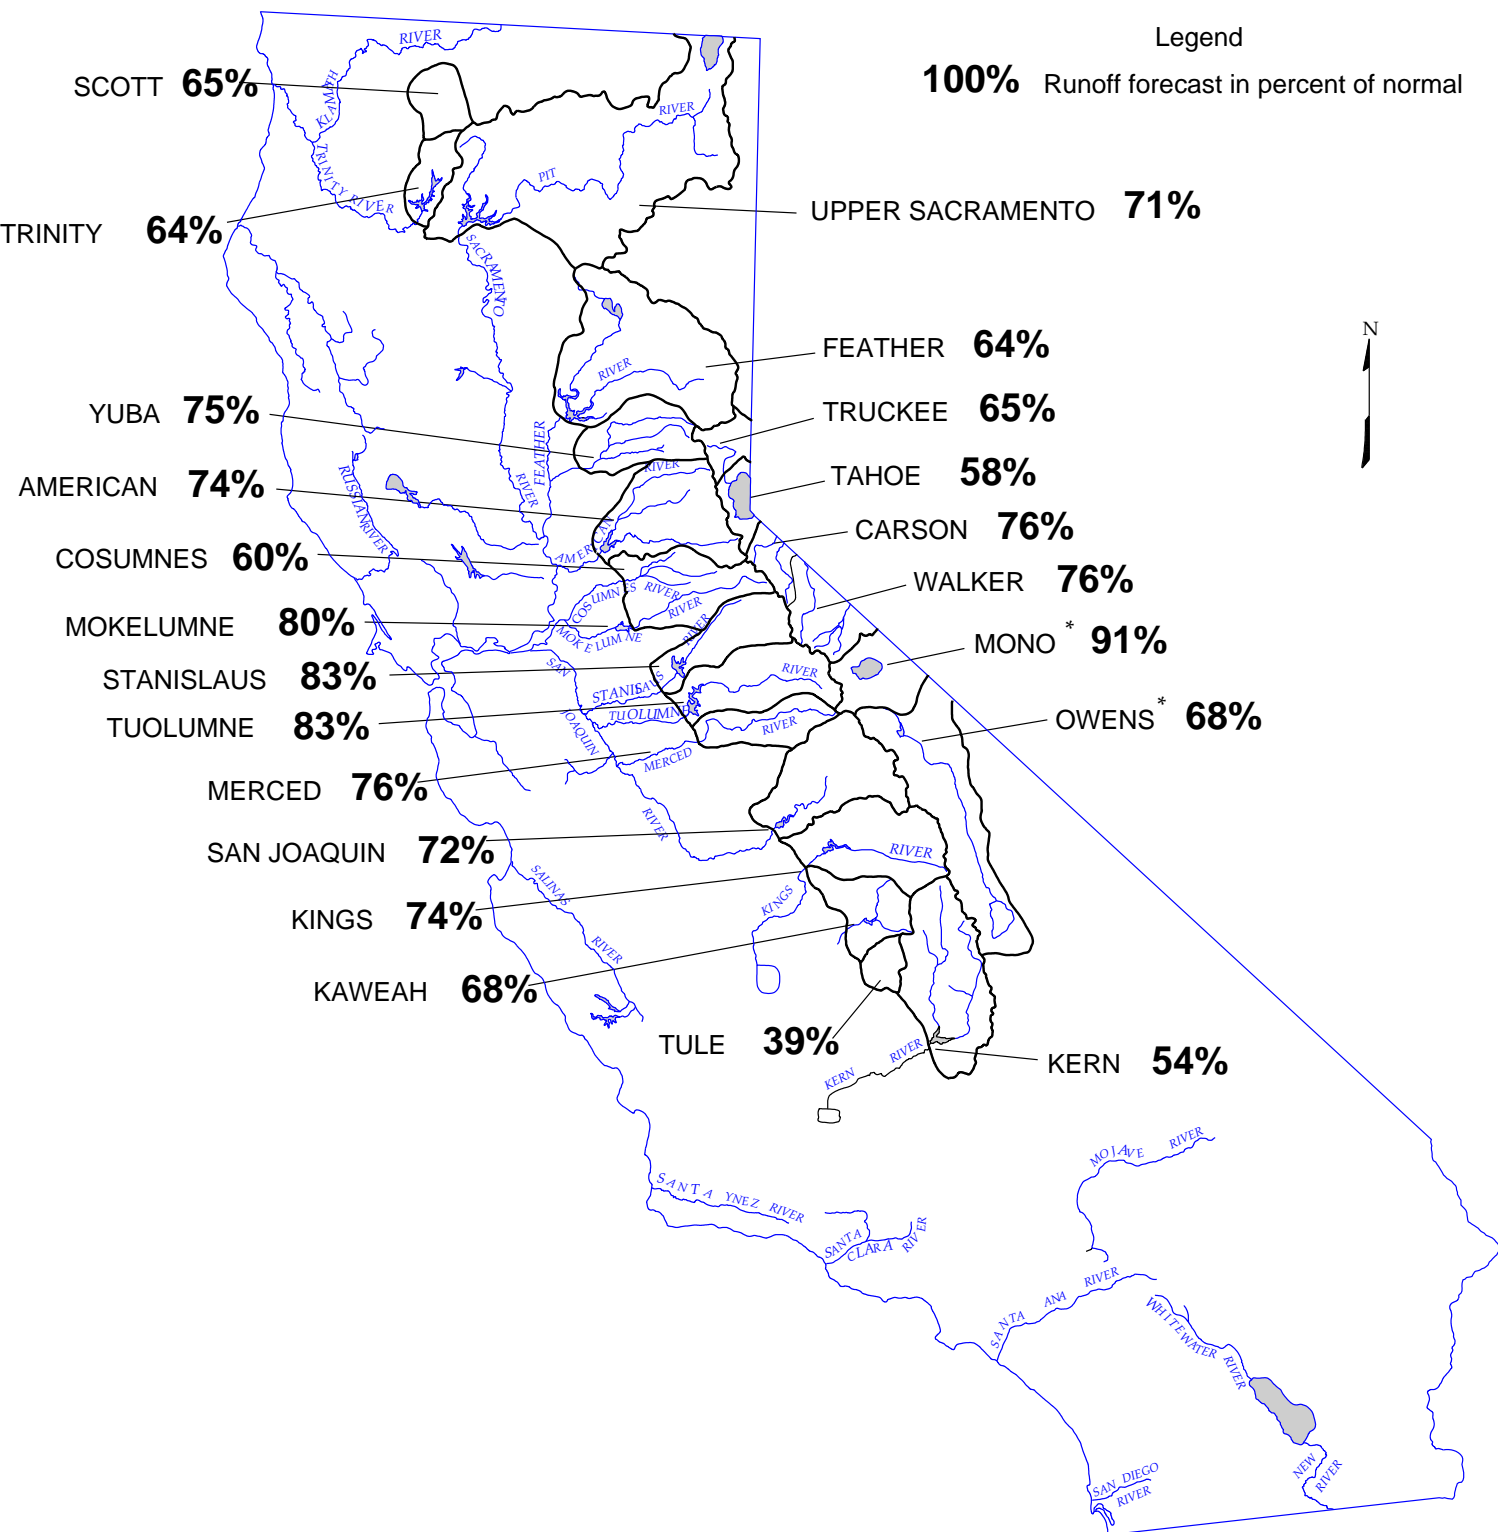 Legend
100% Runoff forecast in percent of normal
SCOTT 65%
TRINITY 64%
UPPER SACRAMENTO 71%
FEATHER 64%
YUBA 75%
TRUCKEE 65%
AMERICAN 74%
TAHOE 58%
CARSON 76%
COSUMNES 60%
WALKER 76%
MOKELUMNE 80%
MONO * 91%
STANISLAUS 83%
OWENS* 68%
TUOLUMNE 83%
MERCED 76%
SAN JOAQUIN 72%
KINGS 74%
KAWEAH 68%
TULE 39%
KERN 54%
N
KLAMATH RIVER
TRINITY RIVER
PIT RIVER
SACRAMENTO RIVER
FEATHER RIVER
RUSSIAN RIVER
AMERICAN RIVER
COSUMNES RIVER
MOKELUMNE RIVER
STANISLAUS RIVER
TUOLUMNE RIVER
MERCED RIVER
SAN JOAQUIN RIVER
SALINAS RIVER
KINGS RIVER
KERN RIVER
SANTA YNEZ RIVER
SANTA CLARA RIVER
MOJAVE RIVER
SANTA ANA RIVER
WHITEWATER RIVER
NEW RIVER
SAN DIEGO RIVER